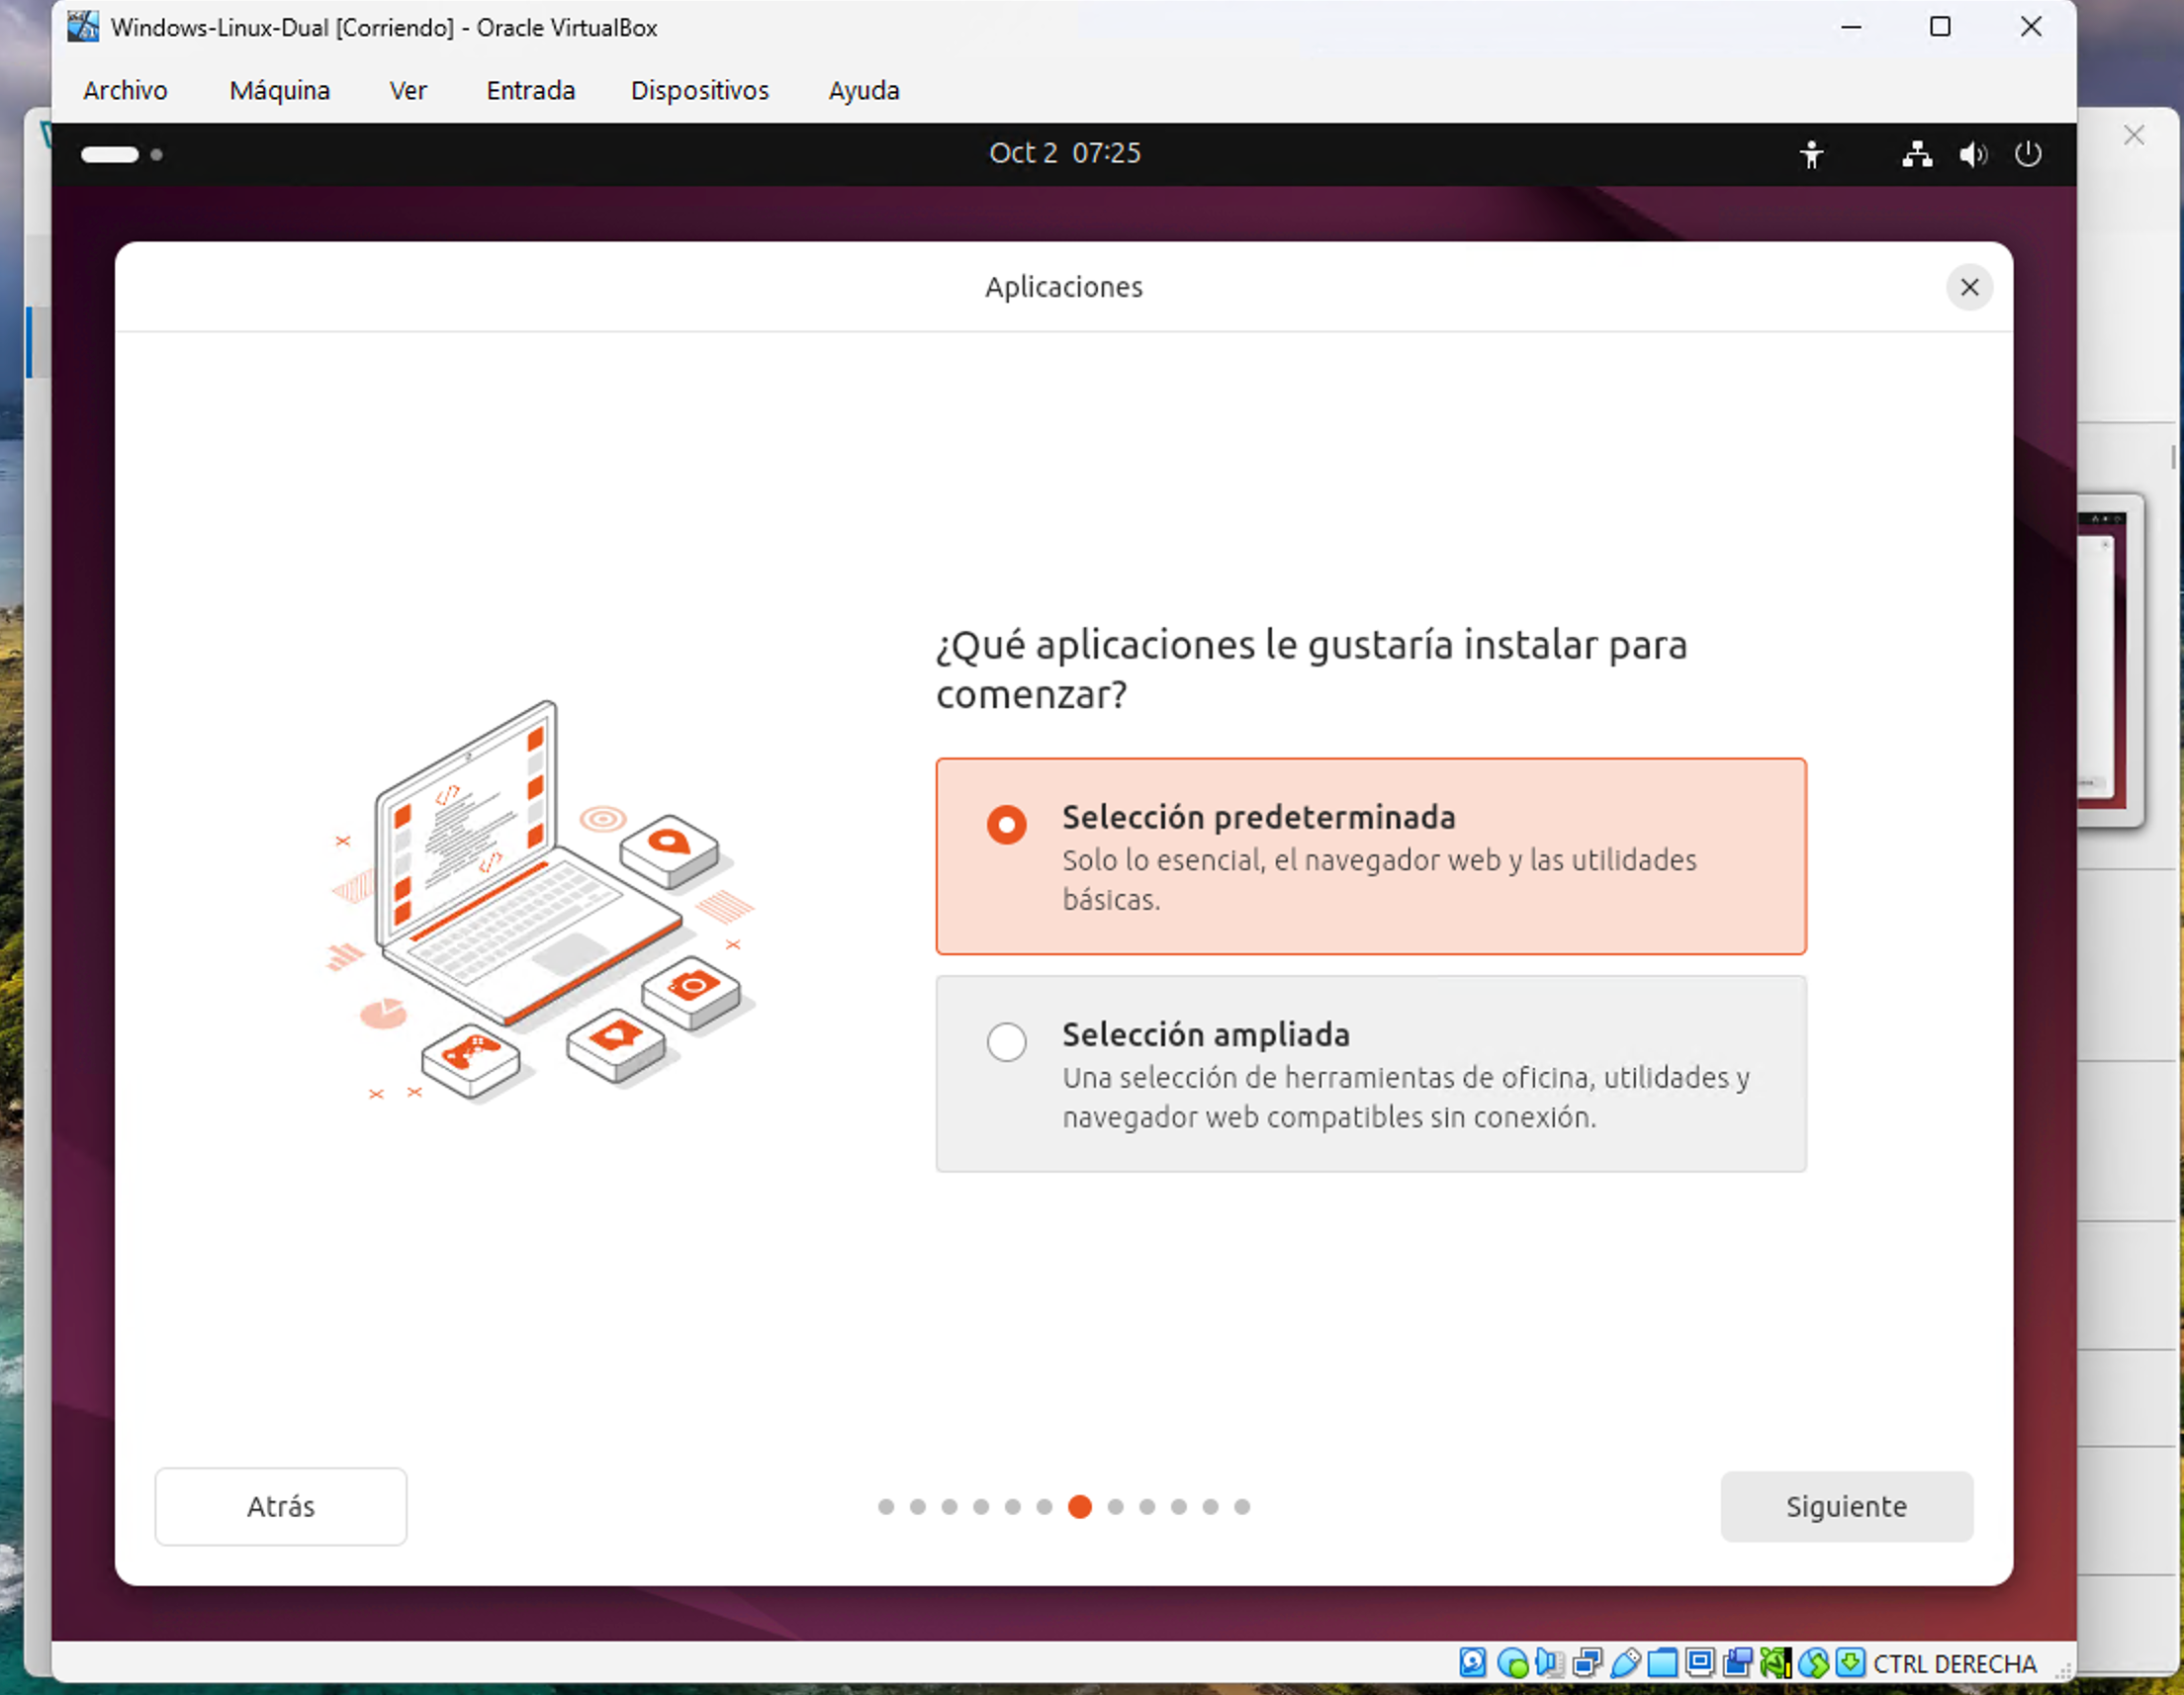 Windows-Linux-Dual [Corriendo] - Oracle VirtualBox
Archivo Máquina Ver Entrada Dispositivos Ayuda
Oct 2 07:25
Aplicaciones
¿Qué aplicaciones le gustaría instalar para
comenzar?
Selección predeterminada
Solo lo esencial, el navegador web y las utilidades
básicas.
Selección ampliada
Una selección de herramientas de oficina, utilidades y
navegador web compatibles sin conexión.
Atrás
Siguiente
CTRL DERECHA